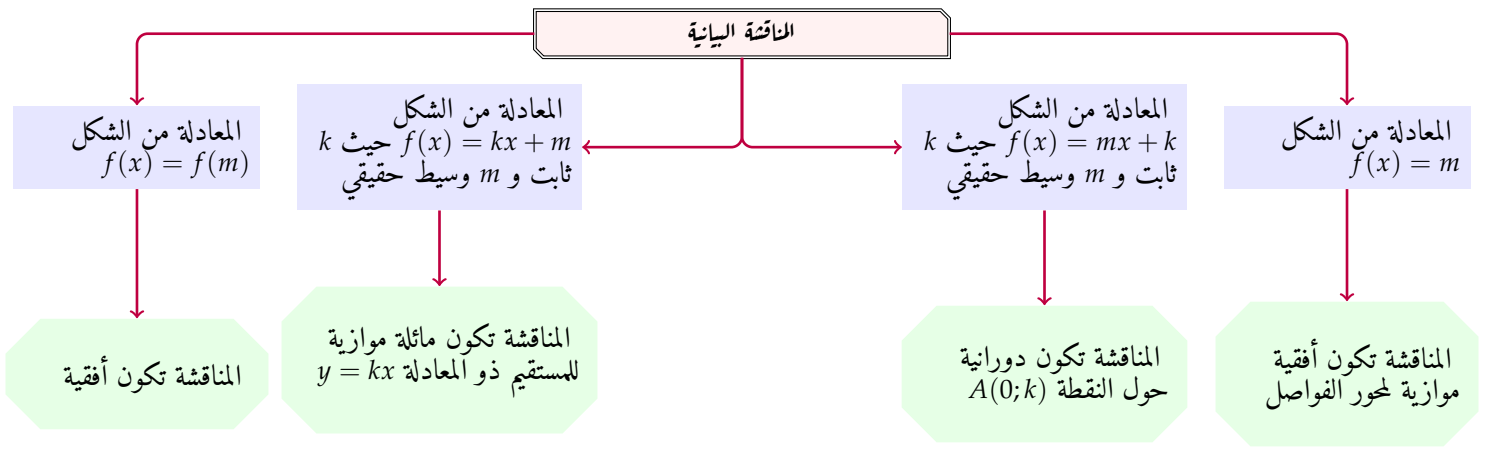 المناقشة البيانية
المعادلة من الشكل
f(x) = m
المعادلة من الشكل
f(x) = mx + k حيث k
ثابت و m وسيط حقيقي
المعادلة من الشكل
f(x) = kx + m حيث k
ثابت و m وسيط حقيقي
المعادلة من الشكل
f(x) = f(m)
المناقشة تكون أفقية
موازية لمحور الفواصل
المناقشة تكون دورانية
حول النقطة A(0;k)
المناقشة تكون مائلة موازية
للمستقيم ذو المعادلة y = kx
المناقشة تكون أفقية